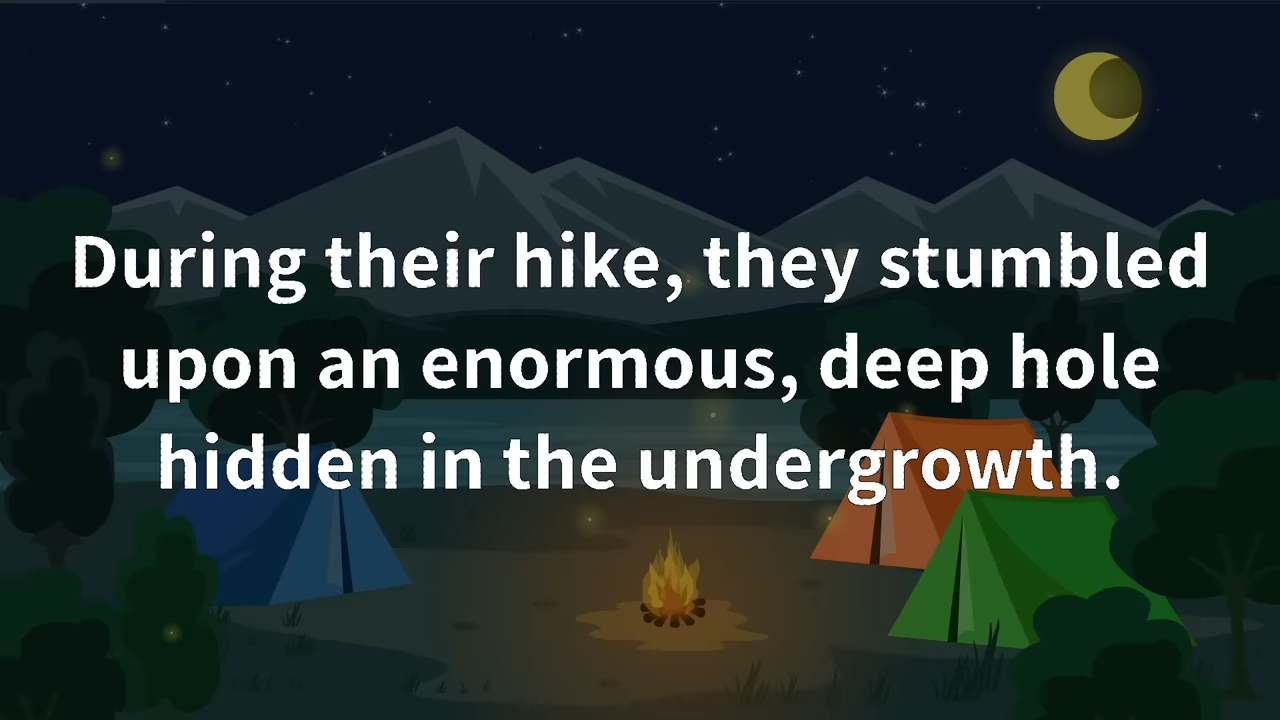 During their hike, they stumbled
upon an enormous, deep hole
hidden in the undergrowth.